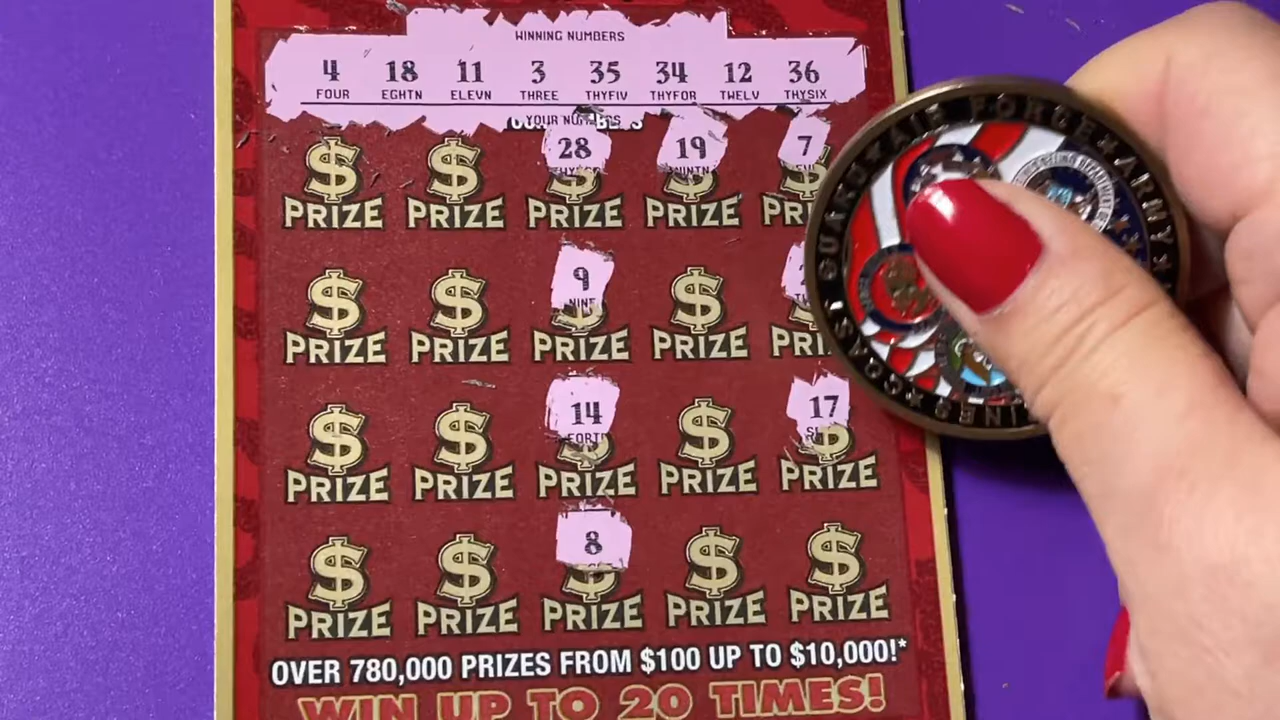 WINNING NUMBERS
4 18 11 3 35 34 12 36
FOUR EGHTN ELEVN THREE THYFIV THYFOR TWELV THYSIX
YOUR NUMBERS
28 19 7
NINTN
$ $ $ $ $
PRIZE PRIZE PRIZE PRIZE
9
NINE
$ $ $ $
PRIZE PRIZE PRIZE PRIZE
14 17
$ $ $ $ $
PRIZE PRIZE PRIZE PRIZE PRIZE
8
$ $ $ $ $
PRIZE PRIZE PRIZE PRIZE PRIZE
OVER 780,000 PRIZES FROM $100 UP TO $10,000!*
WIN UP TO 20 TIMES!
GUARD ★ AIR FORCE ★ ARMY ★